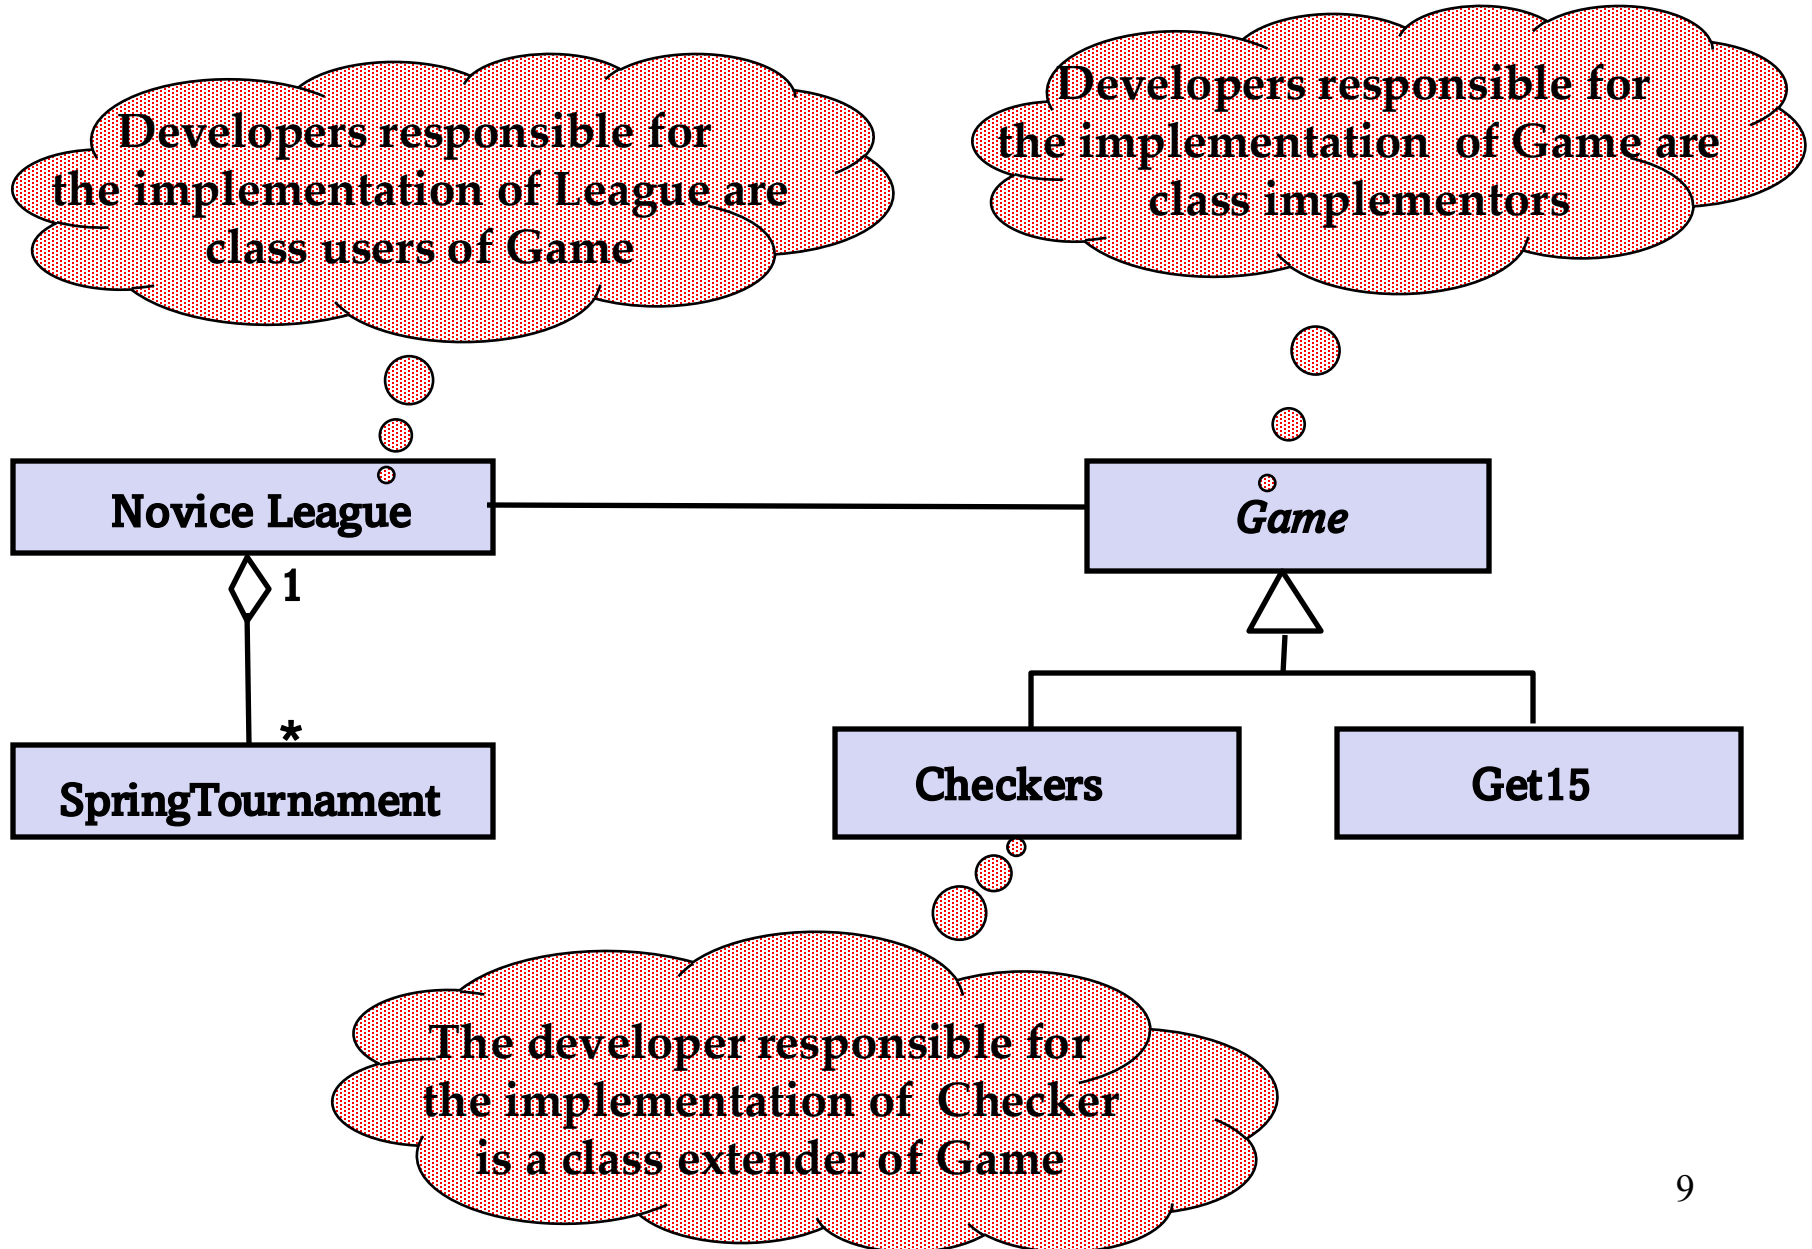 Developers responsible for
the implementation of League are
class users of Game
Developers responsible for
the implementation of Game are
class implementors
Novice League
Game
1
*
SpringTournament
Checkers
Get15
The developer responsible for
the implementation of Checker
is a class extender of Game
9